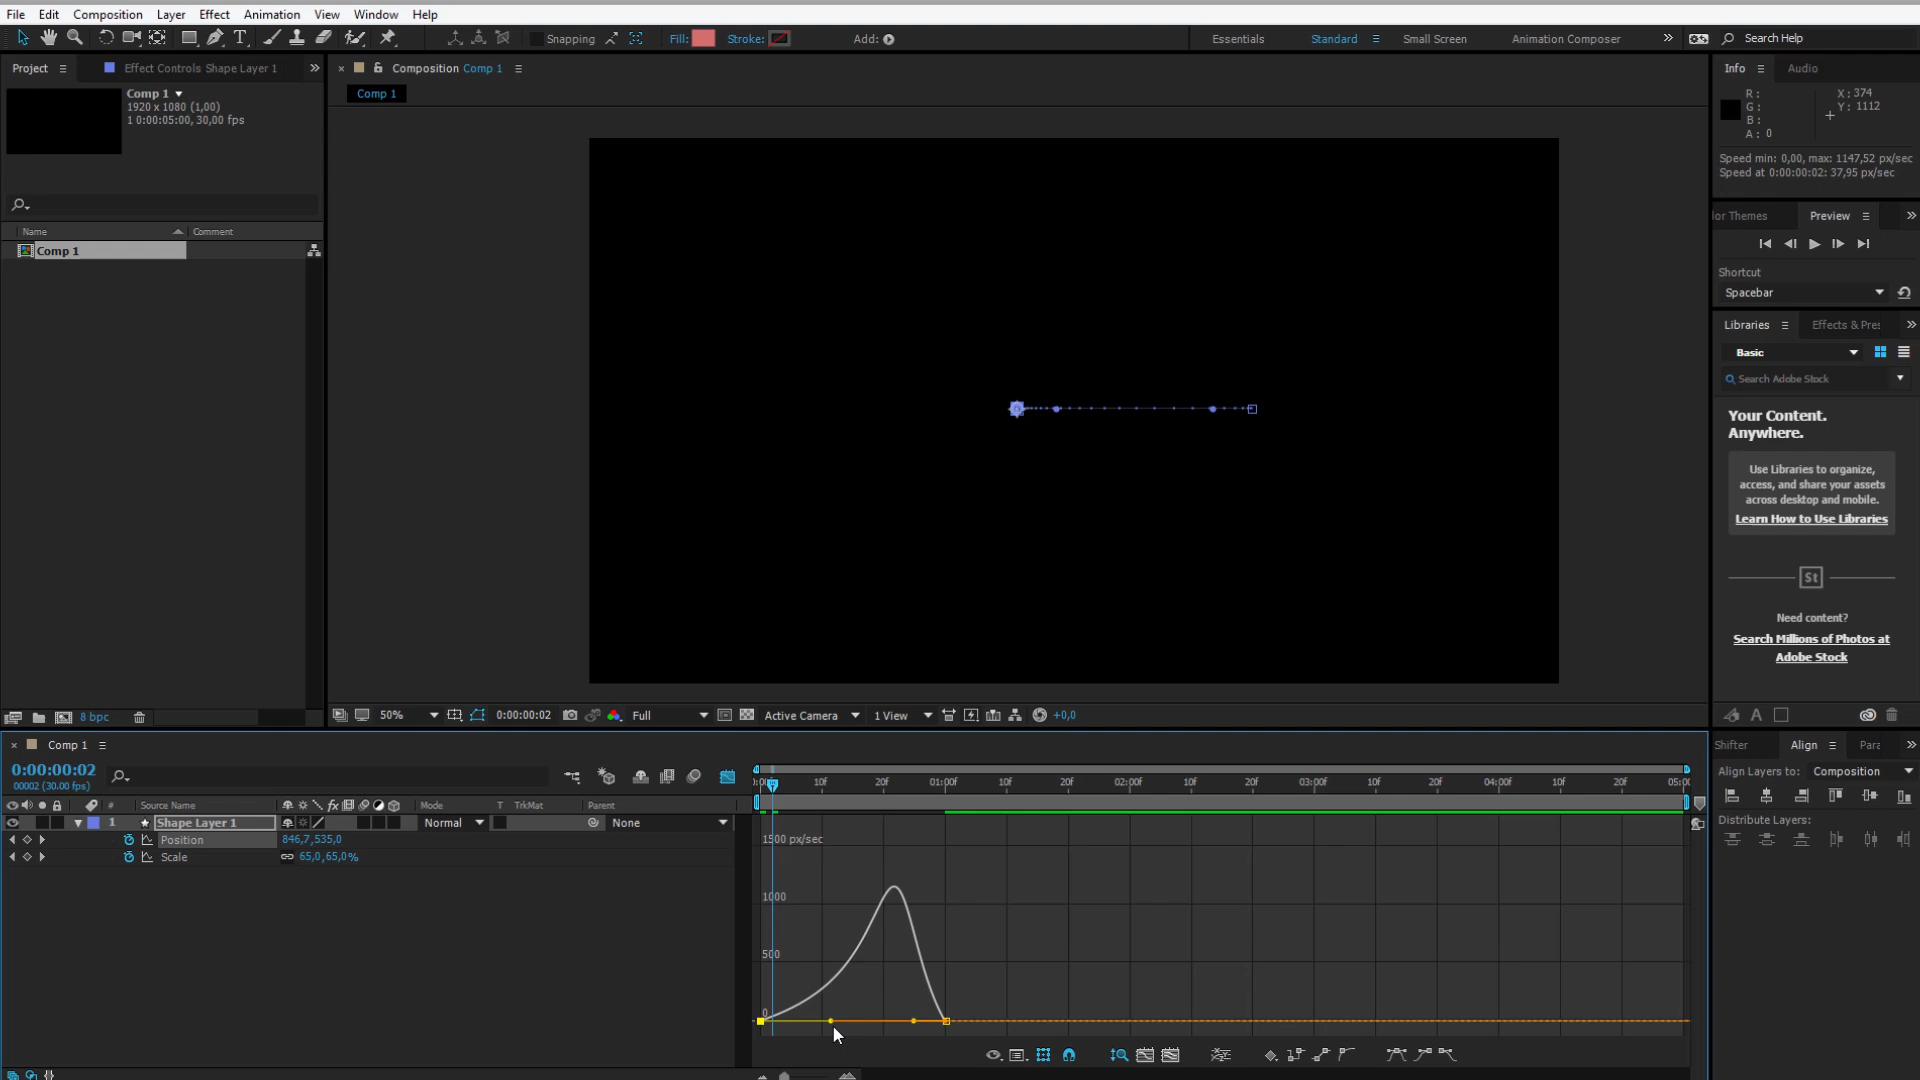 File Edit Composition Layer Effect Animation View Window Help
Snapping Fill: Stroke: Add: Essentials Standard Small Screen Animation Composer Search Help
Project Effect Controls Shape Layer 1
Comp 1
1920 x 1080 (1,00)
1 0:00:05:00, 30,00 fps
Name Comment
Comp 1
8 bpc
Composition Comp 1
Comp 1
50% 0:00:00:02 Full Active Camera 1 View +0,0
Info Audio
R: X: 374
G: Y: 1112
B:
A: 0
Speed min: 0,00, max: 1147,52 px/sec
Speed at 0:00:00:02: 37,95 px/sec
lor Themes Preview
Shortcut
Spacebar
Libraries Effects & Pre
Basic
Search Adobe Stock
Your Content.
Anywhere.
Use Libraries to organize,
access, and share your assets
across desktop and mobile.
Learn How to Use Libraries
St
Need content?
Search Millions of Photos at
Adobe Stock
Shifter Align Para
Align Layers to: Composition
Distribute Layers:
Comp 1
0:00:00:02
00002 (30.00 fps)
# Source Name Mode T TrkMat Parent
1 Shape Layer 1 Normal None
Position 846,7,535,0
Scale 65,0,65,0%
10f 20f 01:00f 10f 20f 02:00f 10f 20f 03:00f 10f 20f 04:00f 10f 20f 05:0
1500 px/sec
1000
500
0